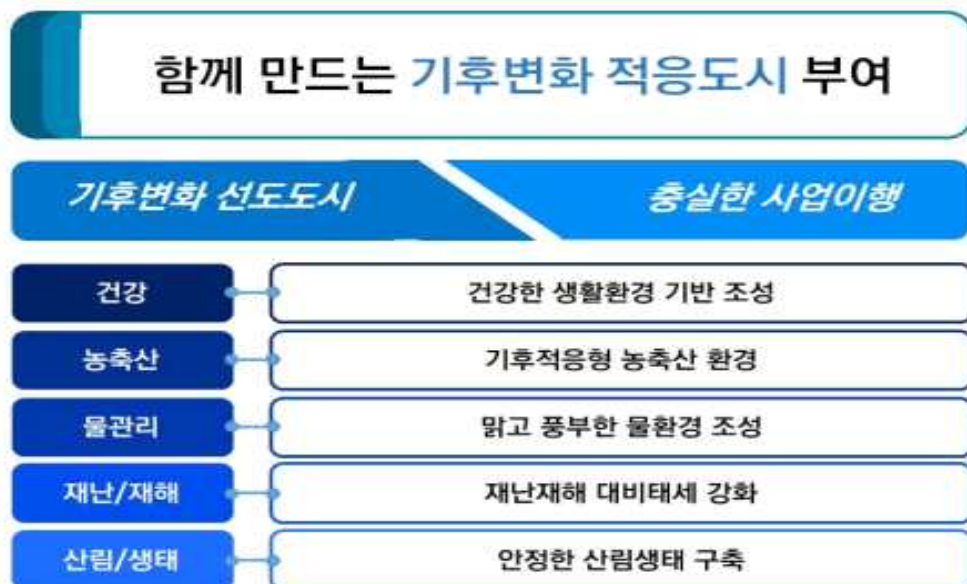 함께 만드는 기후변화 적응도시 부여
기후변화 선도도시 충실한 사업이행
건강 건강한 생활환경 기반 조성
농축산 기후적응형 농축산 환경
물관리 맑고 풍부한 물환경 조성
재난/재해 재난재해 대비태세 강화
산림/생태 안정한 산림생태 구축